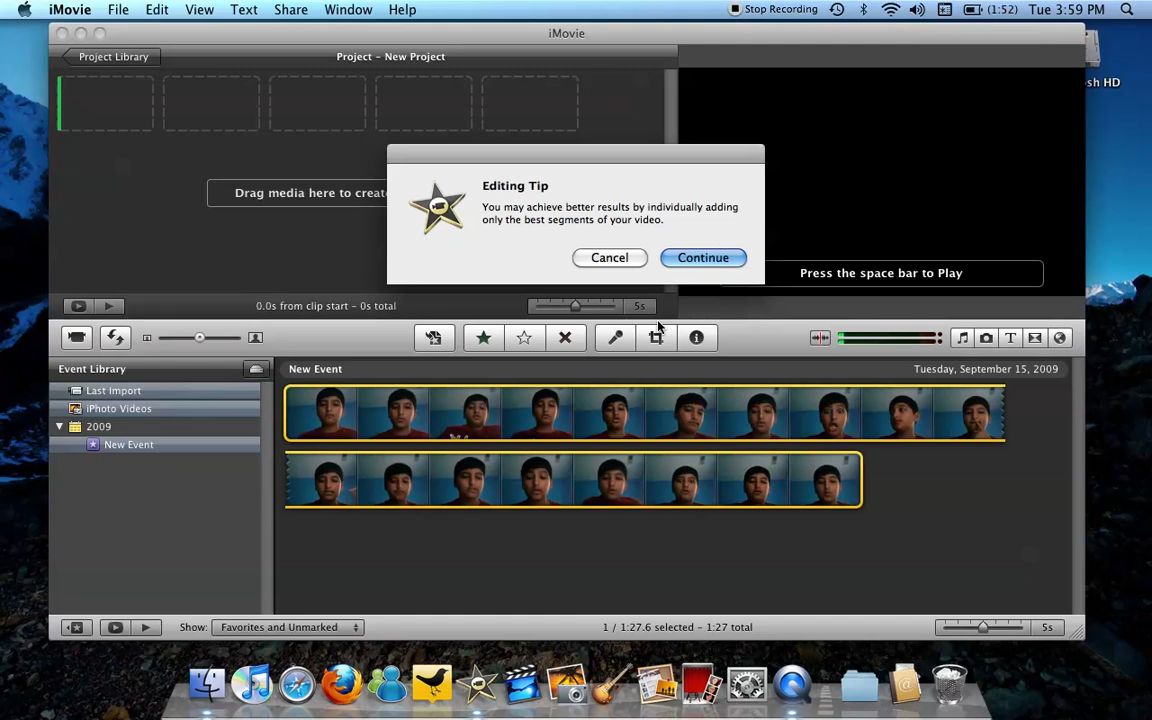 iMovie File Edit View Text Share Window Help Stop Recording (1:52) Tue 3:59 PM
iMovie
Project Library Project – New Project
sh HD
Drag media here to create
Editing Tip
You may achieve better results by individually adding
only the best segments of your video.
Cancel Continue
Press the space bar to Play
0.0s from clip start – 0s total 5s
Event Library New Event Tuesday, September 15, 2009
Last Import
iPhoto Videos
2009
New Event
Show: Favorites and Unmarked 1 / 1:27.6 selected – 1:27 total 5s